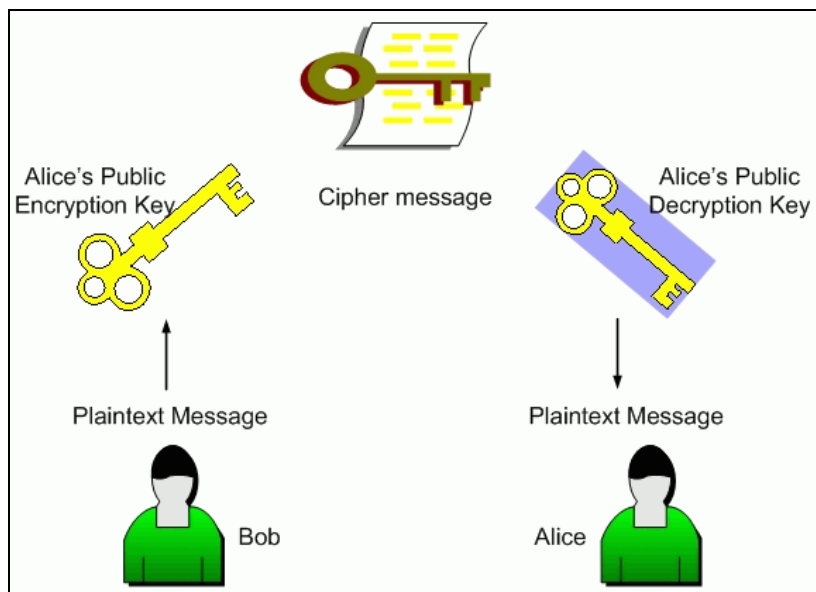 Alice's Public
Encryption Key
Cipher message
Alice's Public
Decryption Key
Plaintext Message
Plaintext Message
Bob
Alice